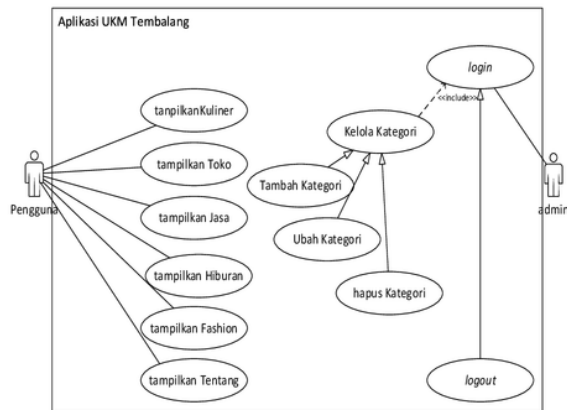 Aplikasi UKM Tembalang
login
<<include>>
tanpilkanKuliner
Kelola Kategori
tampilkan Toko
Tambah Kategori
Pengguna
admin
tampilkan Jasa
Ubah Kategori
tampilkan Hiburan
hapus Kategori
tampilkan Fashion
tampilkan Tentang
logout